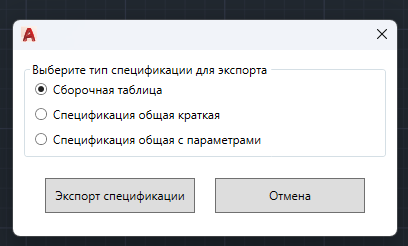 Выберите тип спецификации для экспорта
Сборочная таблица
Спецификация общая краткая
Спецификация общая с параметрами
Экспорт спецификации
Отмена